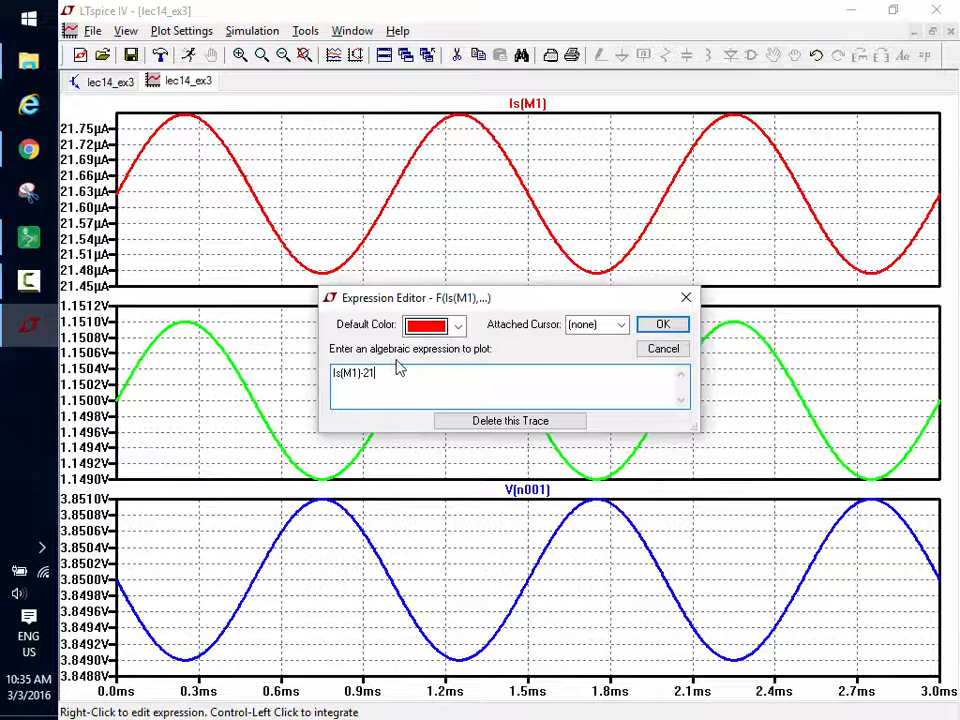 LTspice IV - [lec14_ex3]
File View Plot Settings Simulation Tools Window Help
lec14_ex3 lec14_ex3
Is(M1)
21.75µA
21.72µA
21.69µA
21.66µA
21.63µA
21.60µA
21.57µA
21.54µA
21.51µA
21.48µA
21.45µA
Expression Editor - F(Is(M1),...)
Default Color: Attached Cursor: (none) OK
Enter an algebraic expression to plot: Cancel
Is(M1)-21
Delete this Trace
1.1512V
1.1510V
1.1508V
1.1506V
1.1504V
1.1502V
1.1500V
1.1498V
1.1496V
1.1494V
1.1492V
1.1490V
V(n001)
3.8510V
3.8508V
3.8506V
3.8504V
3.8502V
3.8500V
3.8498V
3.8496V
3.8494V
3.8492V
3.8490V
3.8488V
0.0ms 0.3ms 0.6ms 0.9ms 1.2ms 1.5ms 1.8ms 2.1ms 2.4ms 2.7ms 3.0ms
Right-Click to edit expression. Control-Left Click to integrate
ENG
US
10:35 AM
3/3/2016